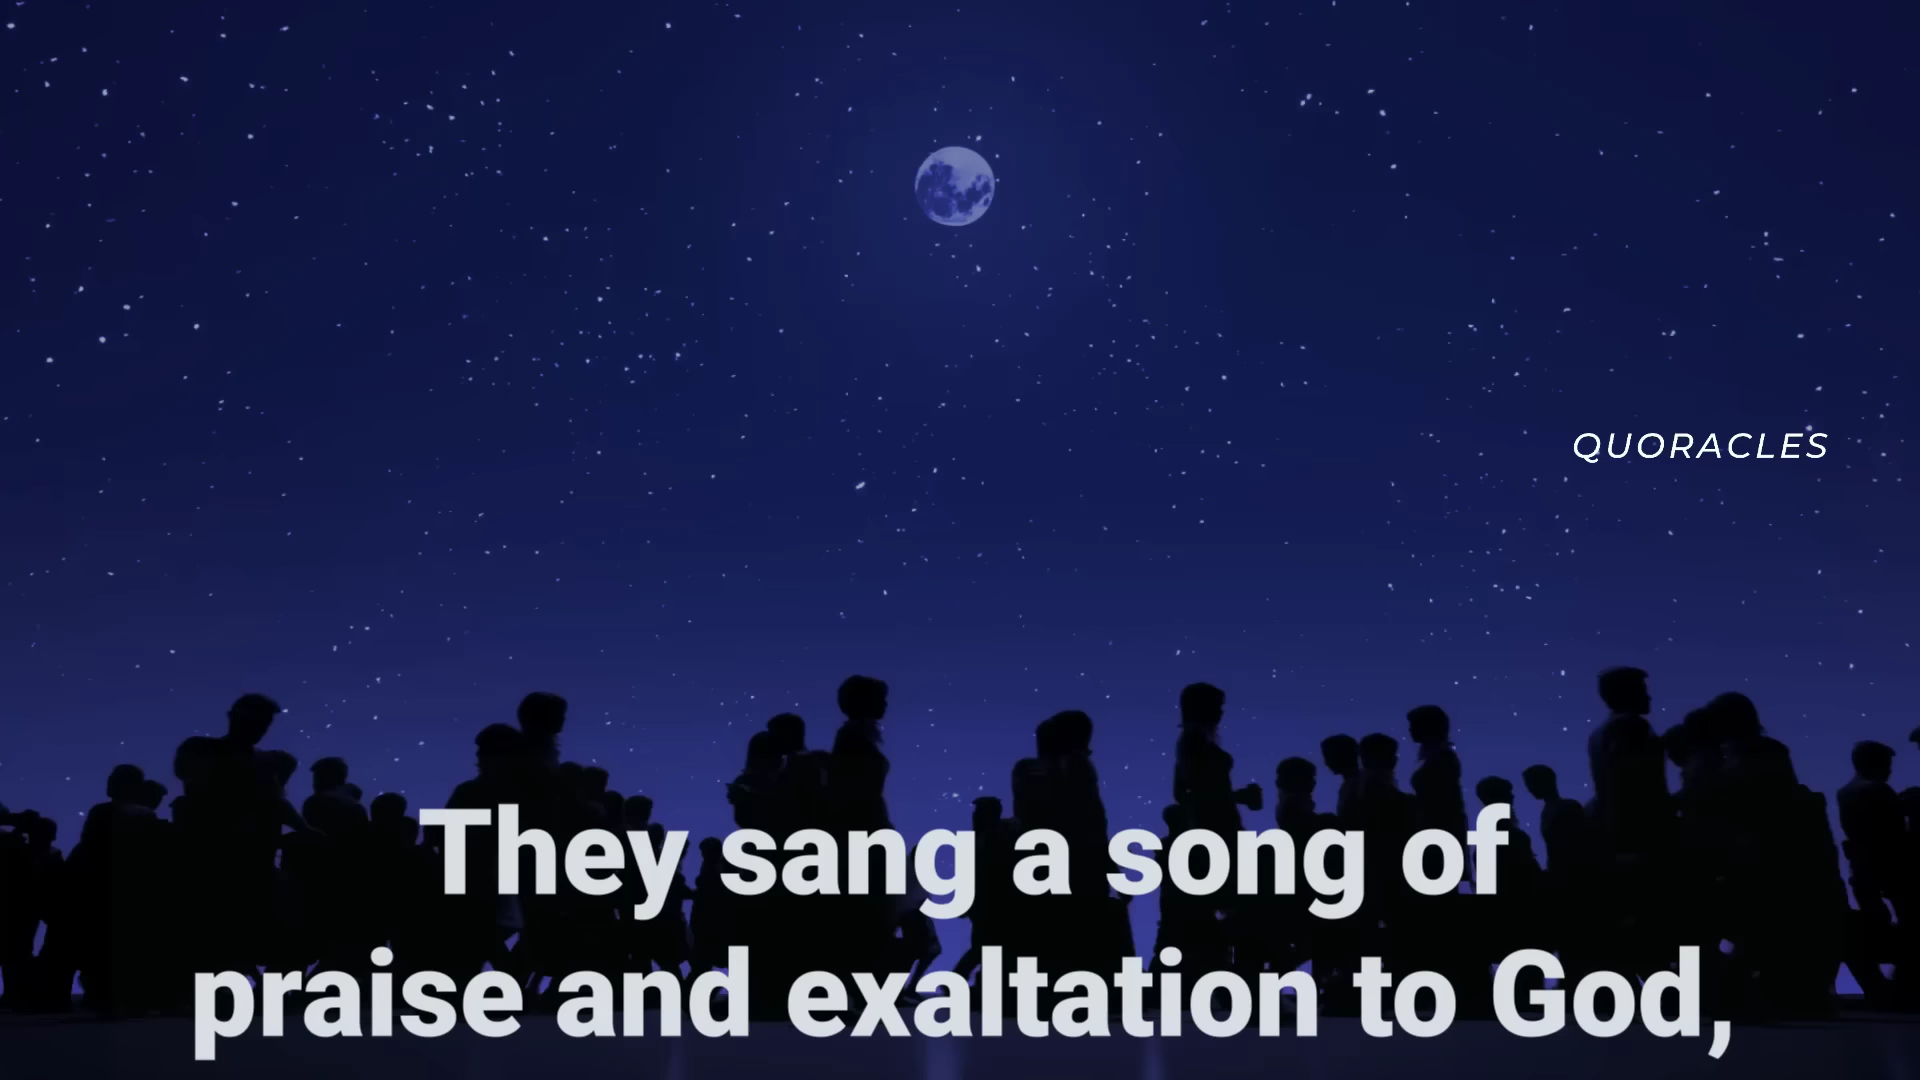 QUORACLES
They sang a song of
praise and exaltation to God,